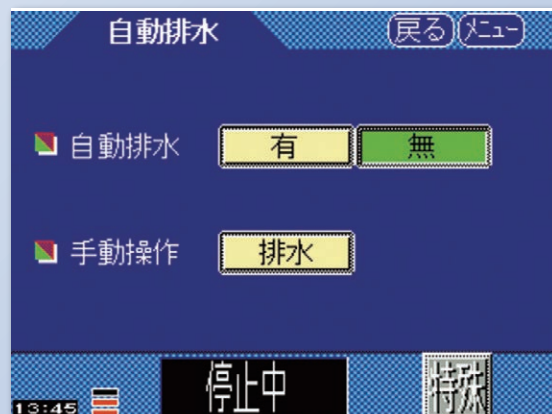 自動排水 戻る メニュー
自動排水 有 無
手動操作 排水
13:45 停止中 特殊